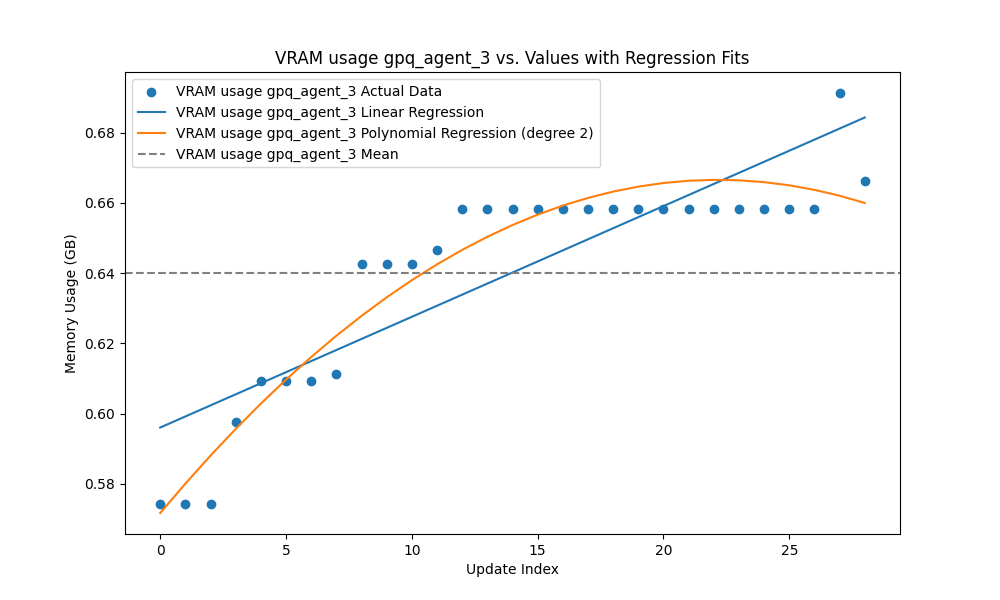 VRAM usage gpq_agent_3 vs. Values with Regression Fits
VRAM usage gpq_agent_3 Actual Data
VRAM usage gpq_agent_3 Linear Regression
VRAM usage gpq_agent_3 Polynomial Regression (degree 2)
VRAM usage gpq_agent_3 Mean
Memory Usage (GB)
0.68
0.66
0.64
0.62
0.60
0.58
0 5 10 15 20 25
Update Index